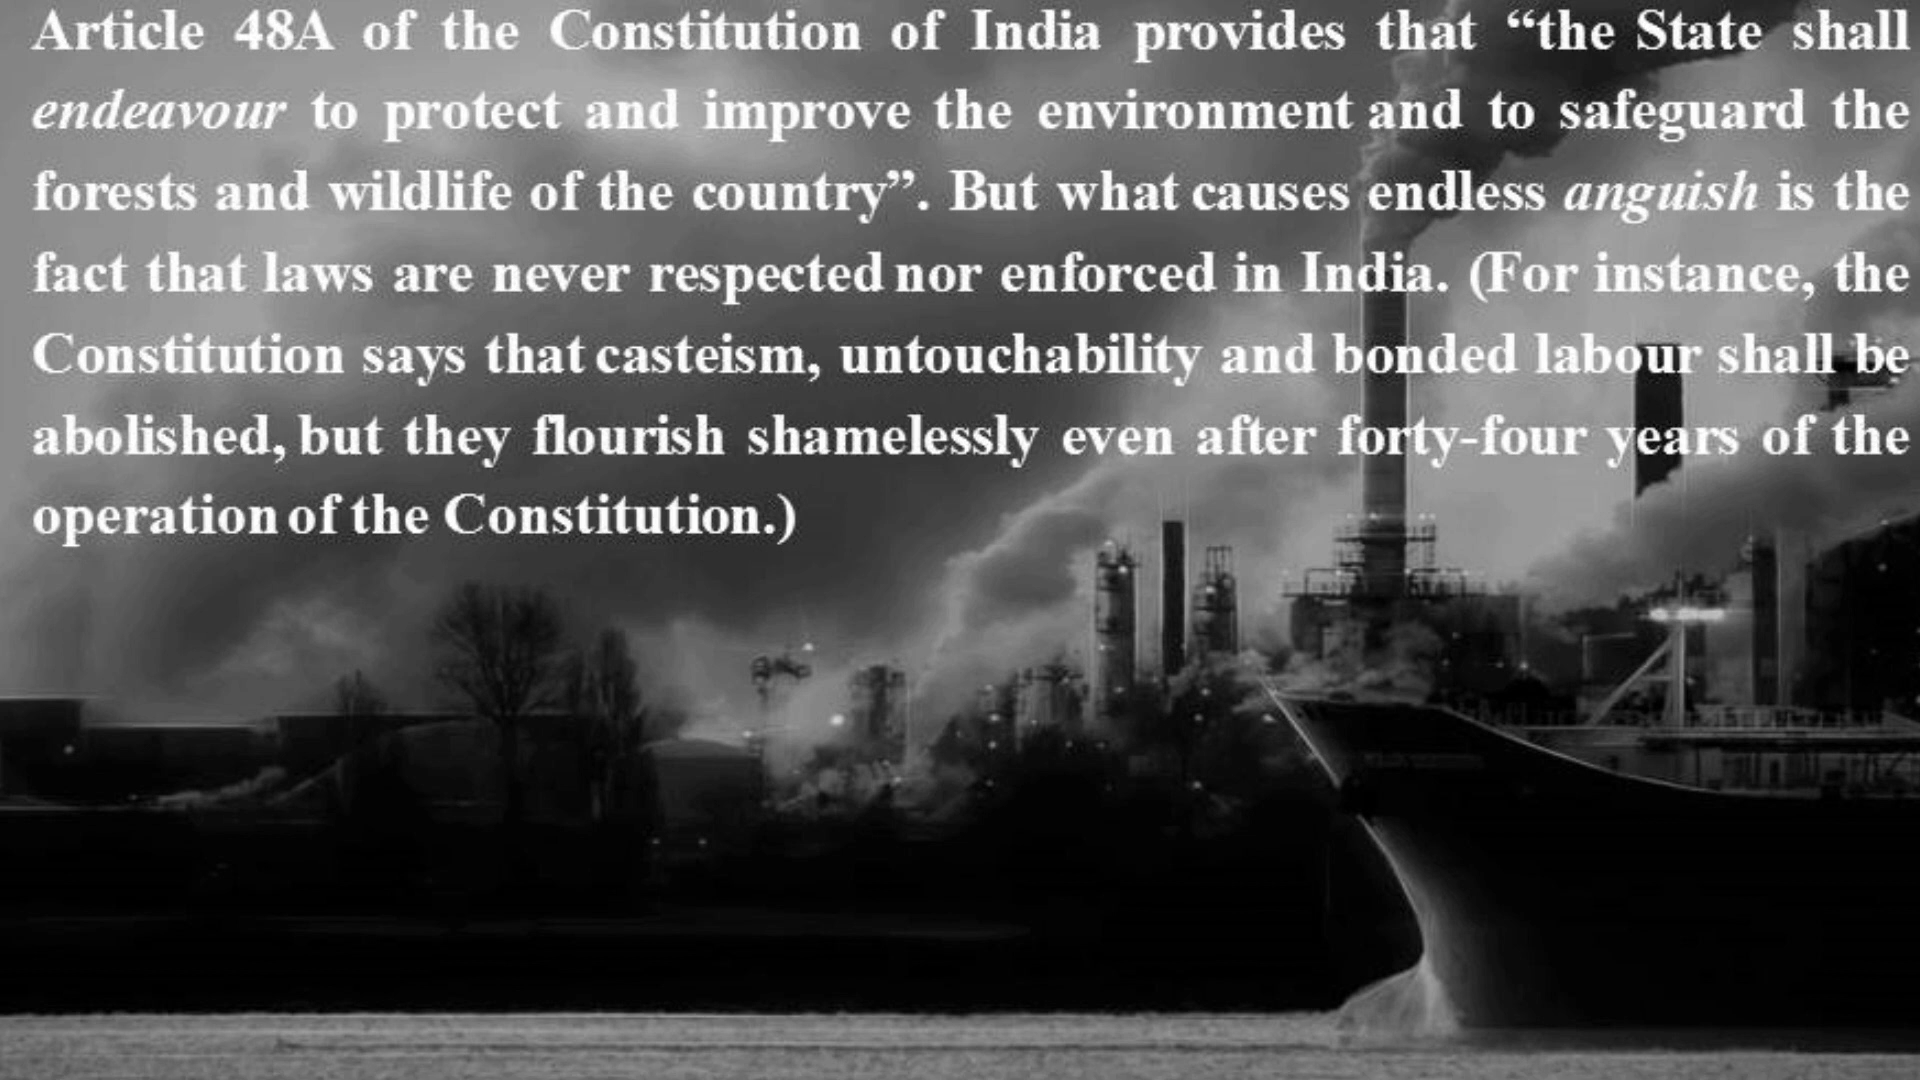 Article 48A of the Constitution of India provides that “the State shall
endeavour to protect and improve the environment and to safeguard the
forests and wildlife of the country”. But what causes endless anguish is the
fact that laws are never respected nor enforced in India. (For instance, the
Constitution says that casteism, untouchability and bonded labour shall be
abolished, but they flourish shamelessly even after forty-four years of the
operation of the Constitution.)